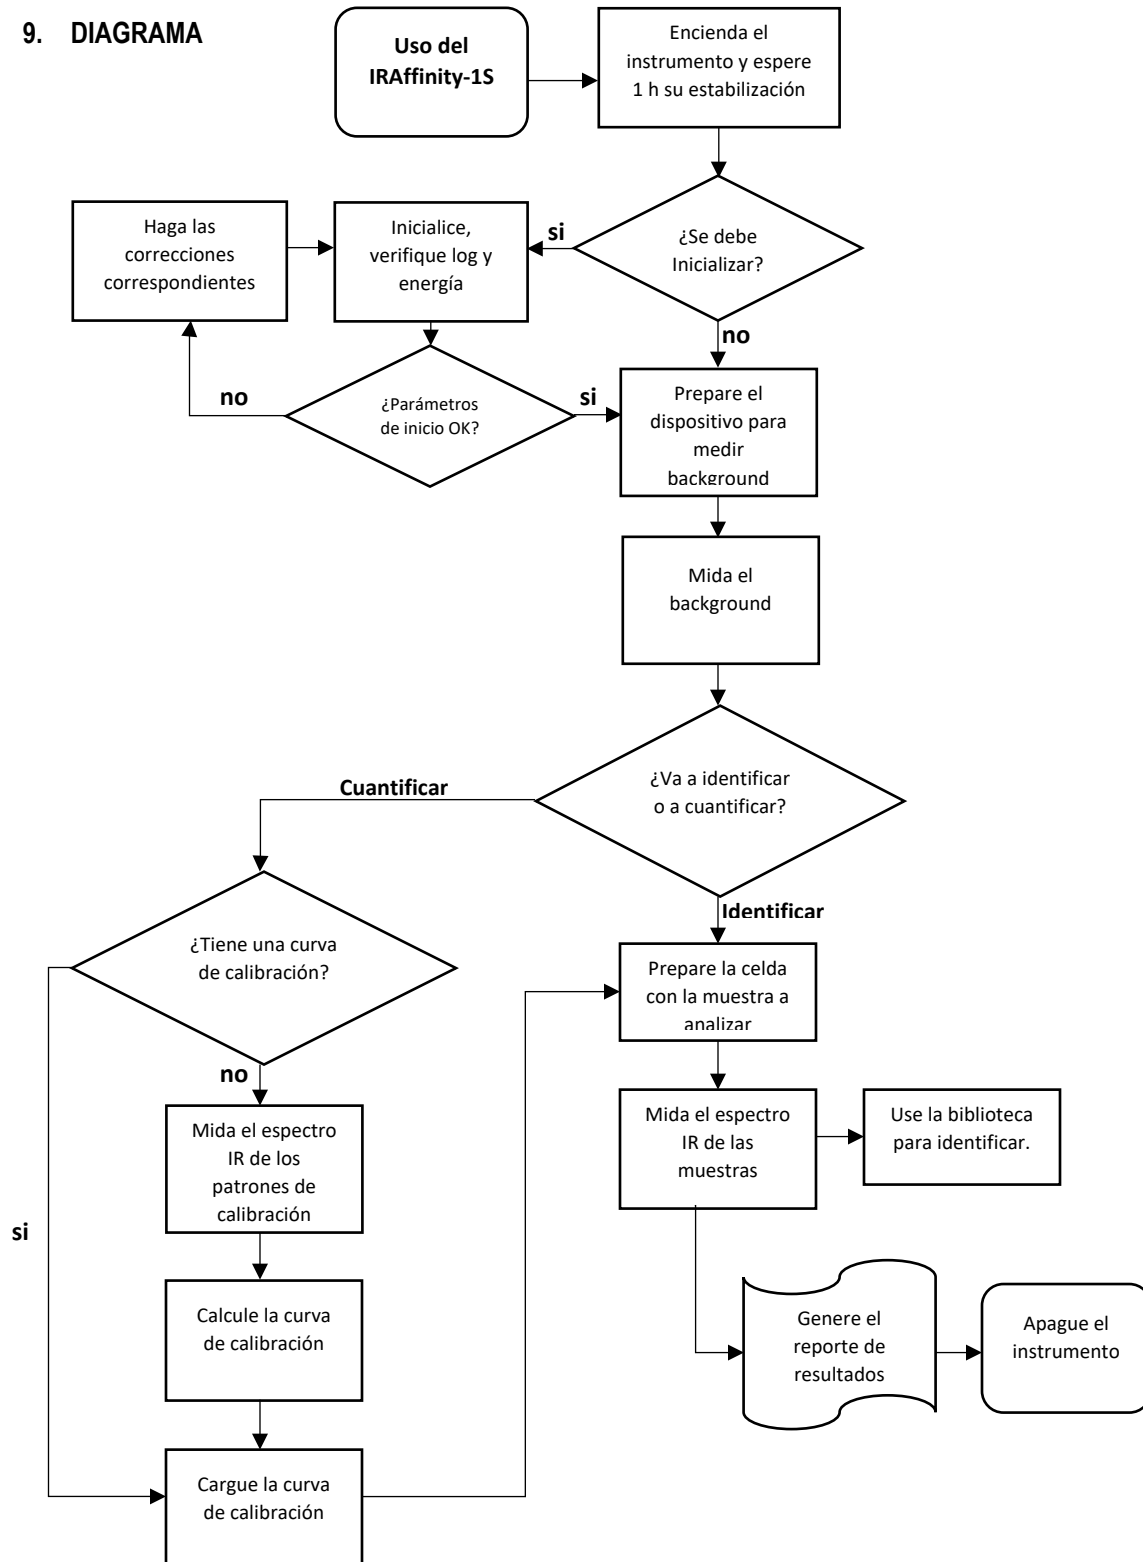 9. DIAGRAMA
Uso del
IRAffinity-1S
Encienda el
instrumento y espere
1 h su estabilización
Haga las
correcciones
correspondientes
Inicialice,
verifique log y
energía
si
¿Se debe
Inicializar?
no
no
¿Parámetros
de inicio OK?
si
Prepare el
dispositivo para
medir
background
Mida el
background
Cuantificar
¿Va a identificar
o a cuantificar?
Identificar
¿Tiene una curva
de calibración?
Prepare la celda
con la muestra a
analizar
no
Mida el espectro
IR de los
patrones de
calibración
Mida el espectro
IR de las
muestras
Use la biblioteca
para identificar.
si
Calcule la curva
de calibración
Genere el
reporte de
resultados
Apague el
instrumento
Cargue la curva
de calibración